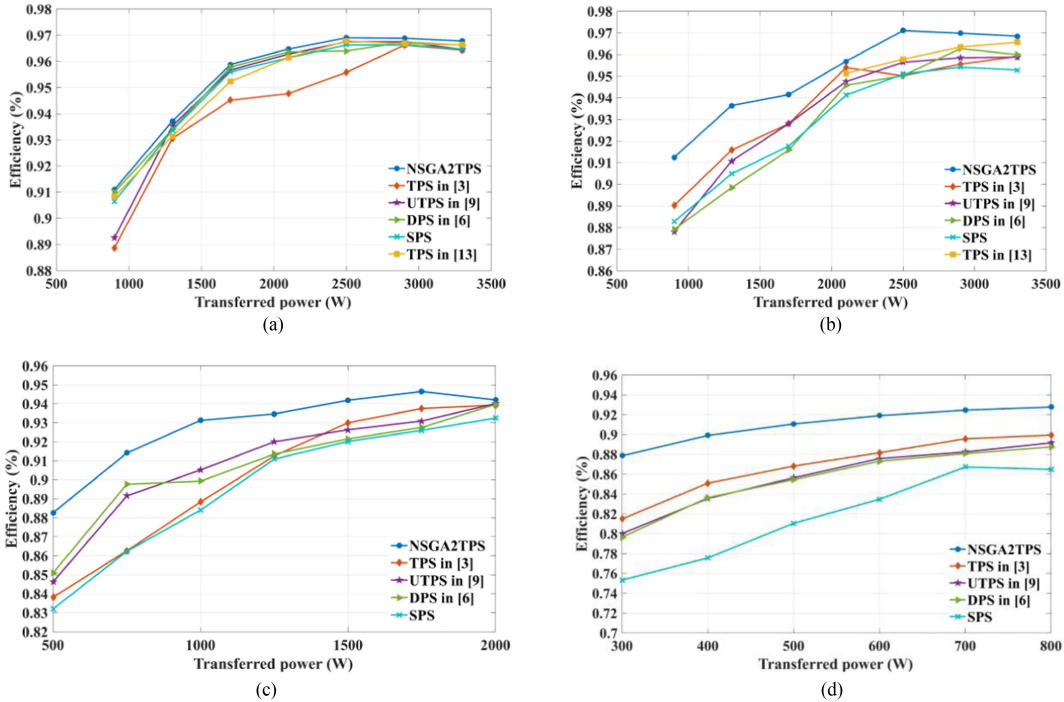 0.98
0.97
0.96
0.95
0.94
0.93
0.92
0.91
0.9
0.89
0.88
Efficiency (%)
500 1000 1500 2000 2500 3000 3500
Transferred power (W)
NSGA2TPS
TPS in [3]
UTPS in [9]
DPS in [6]
SPS
TPS in [13]
(a)
0.98
0.97
0.96
0.95
0.94
0.93
0.92
0.91
0.9
0.89
0.88
0.87
0.86
Efficiency (%)
500 1000 1500 2000 2500 3000 3500
Transferred power (W)
NSGA2TPS
TPS in [3]
UTPS in [9]
DPS in [6]
SPS
TPS in [13]
(b)
0.96
0.95
0.94
0.93
0.92
0.91
0.9
0.89
0.88
0.87
0.86
0.85
0.84
0.83
0.82
Efficiency (%)
500 1000 1500 2000
Transferred power (W)
NSGA2TPS
TPS in [3]
UTPS in [9]
DPS in [6]
SPS
(c)
0.96
0.94
0.92
0.9
0.88
0.86
0.84
0.82
0.8
0.78
0.76
0.74
0.72
0.7
Efficiency (%)
300 400 500 600 700 800
Transferred power (W)
NSGA2TPS
TPS in [3]
UTPS in [9]
DPS in [6]
SPS
(d)